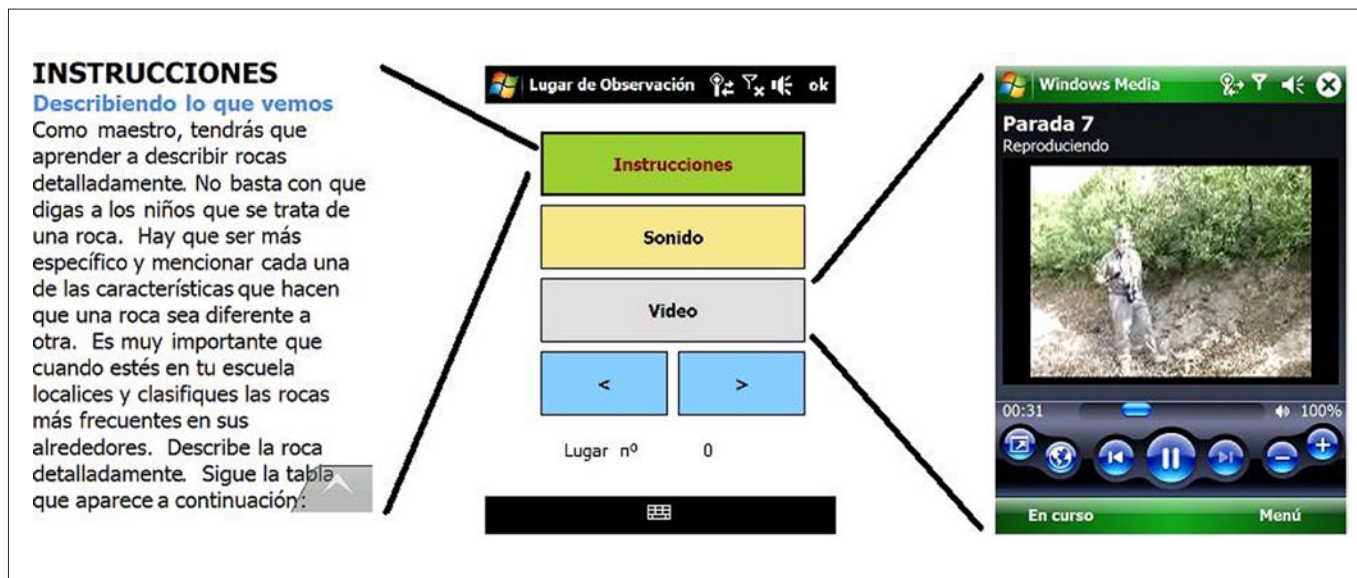 INSTRUCCIONES
Describiendo lo que vemos
Como maestro, tendrás que
aprender a describir rocas
detalladamente. No basta con que
digas a los niños que se trata de
una roca. Hay que ser más
específico y mencionar cada una
de las características que hacen
que una roca sea diferente a
otra. Es muy importante que
cuando estés en tu escuela
localices y clasifiques las rocas
más frecuentes en sus
alrededores. Describe la roca
detalladamente. Sigue la tabla
que aparece a continuación:
Lugar de Observación ok
Instrucciones
Sonido
Video
< >
Lugar nº 0
Windows Media
Parada 7
Reproduciendo
00:31 100%
En curso Menú